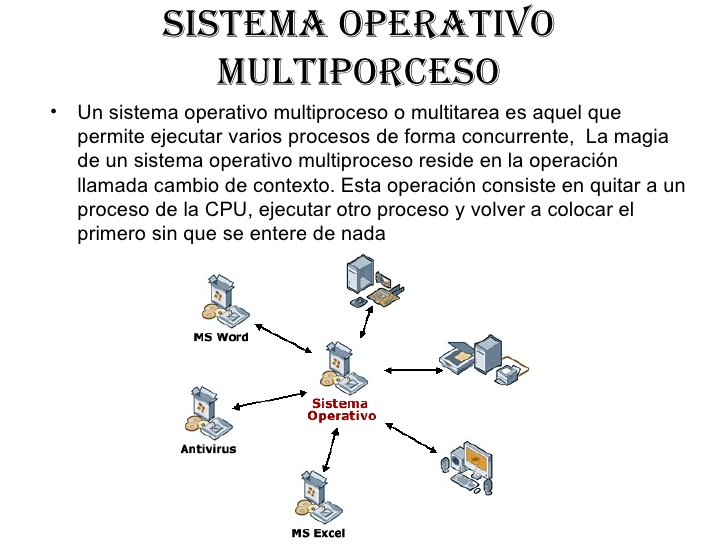 SISTEMA OPERATIVO
MULTIPORCESO
• Un sistema operativo multiproceso o multitarea es aquel que
permite ejecutar varios procesos de forma concurrente,  La magia
de un sistema operativo multiproceso reside en la operación
llamada cambio de contexto. Esta operación consiste en quitar a un
proceso de la CPU, ejecutar otro proceso y volver a colocar el
primero sin que se entere de nada
MS Word
Sistema
Operativo
Antivirus
MS Excel